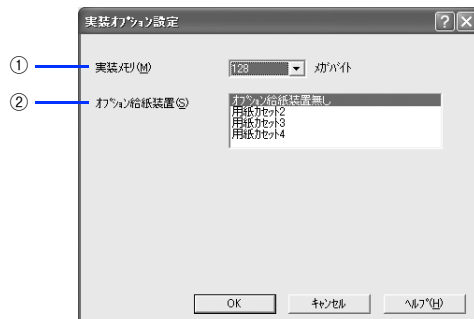 実装ｵﾌﾟｼｮﾝ設定
① 実装ﾒﾓﾘ(M) 128 ﾒｶﾞﾊﾞｲﾄ
② ｵﾌﾟｼｮﾝ給紙装置(S) ｵﾌﾟｼｮﾝ給紙装置無し
用紙ｶｾｯﾄ2
用紙ｶｾｯﾄ3
用紙ｶｾｯﾄ4
OK ｷｬﾝｾﾙ ﾍﾙﾌﾟ(H)